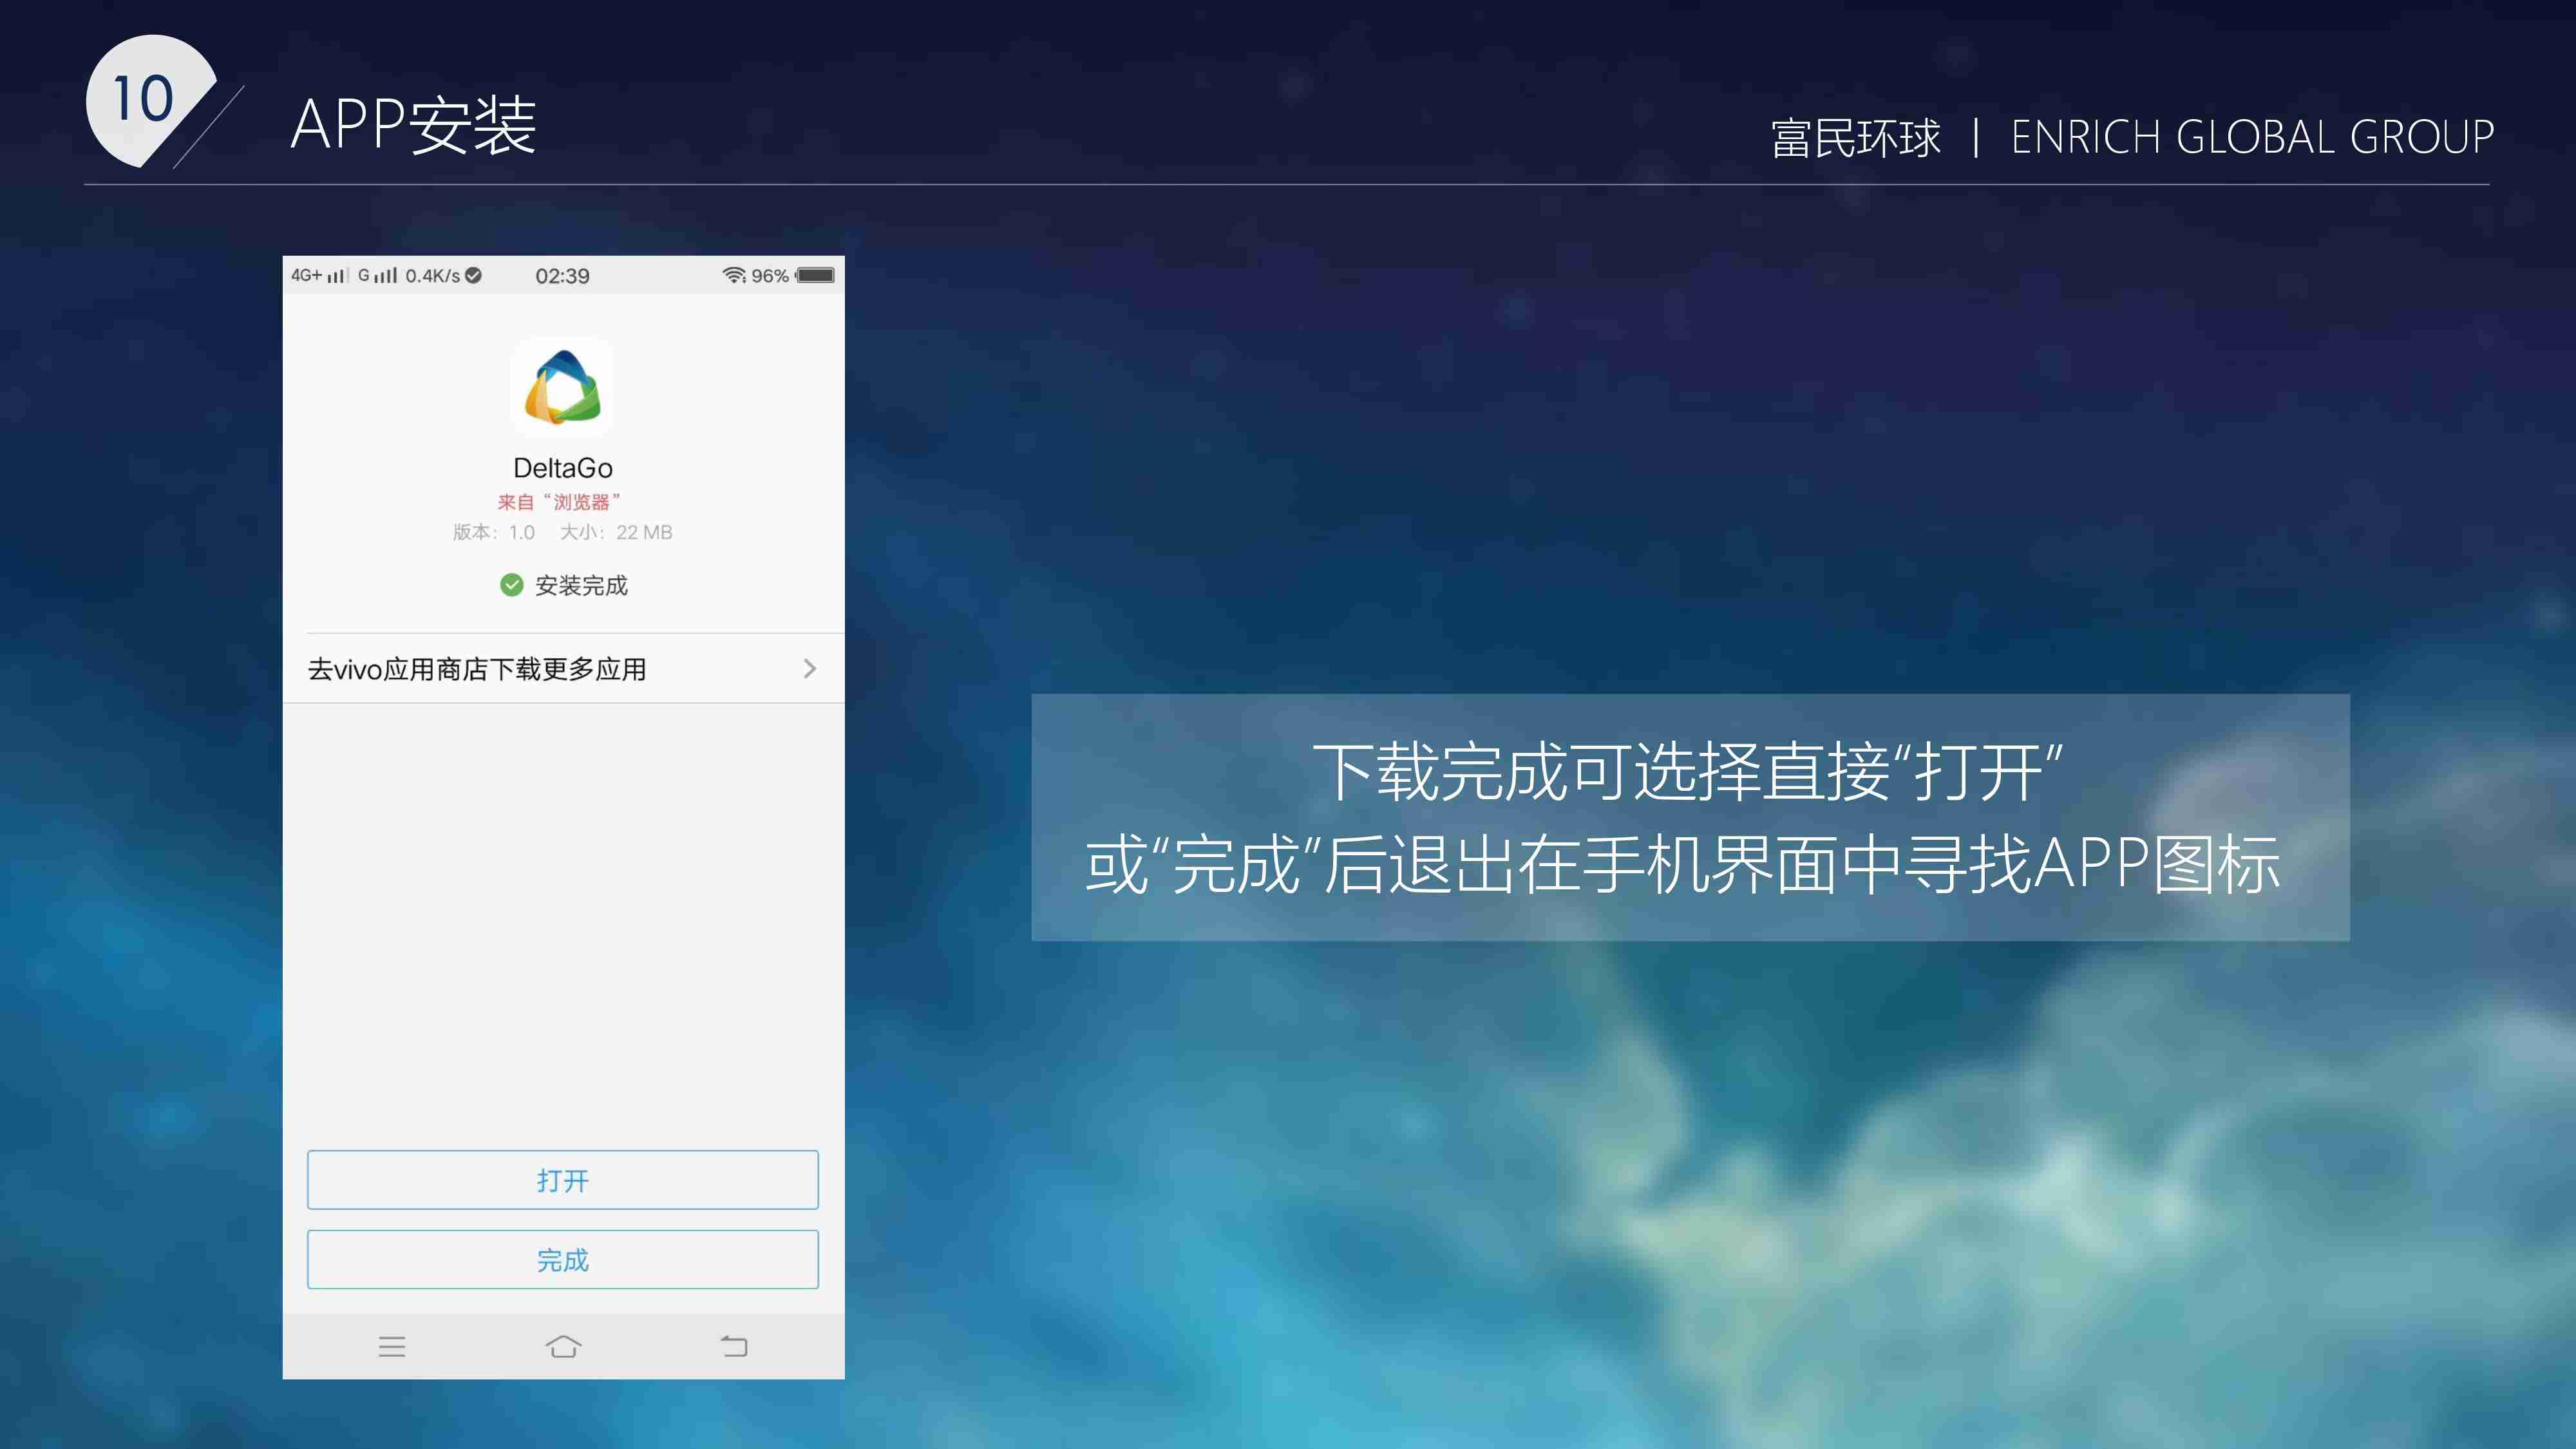 10
APP安装
富民环球 | ENRICH GLOBAL GROUP
4G+ G 0.4K/s 02:39 96%
DeltaGo
来自“浏览器”
版本：1.0 大小：22 MB
安装完成
去vivo应用商店下载更多应用
下载完成可选择直接“打开”
或“完成”后退出在手机界面中寻找APP图标
打开
完成